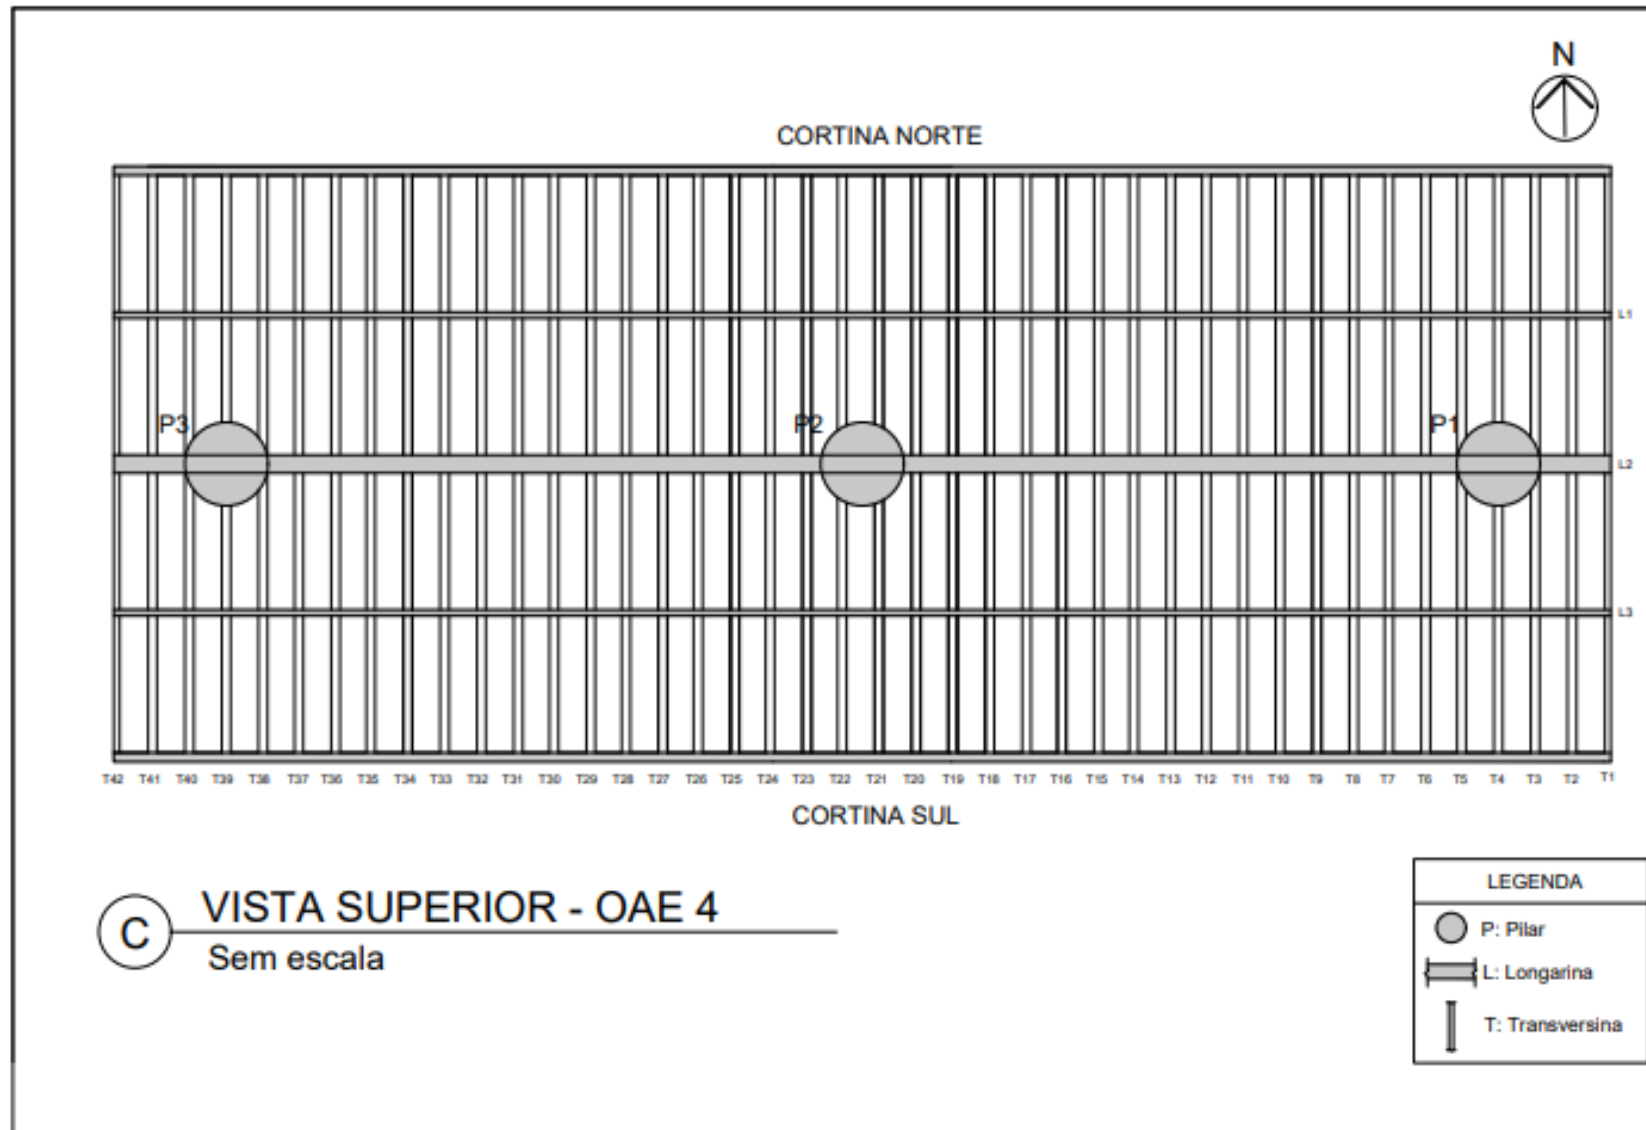 N
CORTINA NORTE
L1
P3 P2 P1
L2
L3
T42 T41 T40 T39 T38 T37 T36 T35 T34 T33 T32 T31 T30 T29 T28 T27 T26 T25 T24 T23 T22 T21 T20 T19 T18 T17 T16 T15 T14 T13 T12 T11 T10 T9 T8 T7 T6 T5 T4 T3 T2 T1
CORTINA SUL
C
VISTA SUPERIOR - OAE 4
Sem escala
LEGENDA
P: Pilar
L: Longarina
T: Transversina